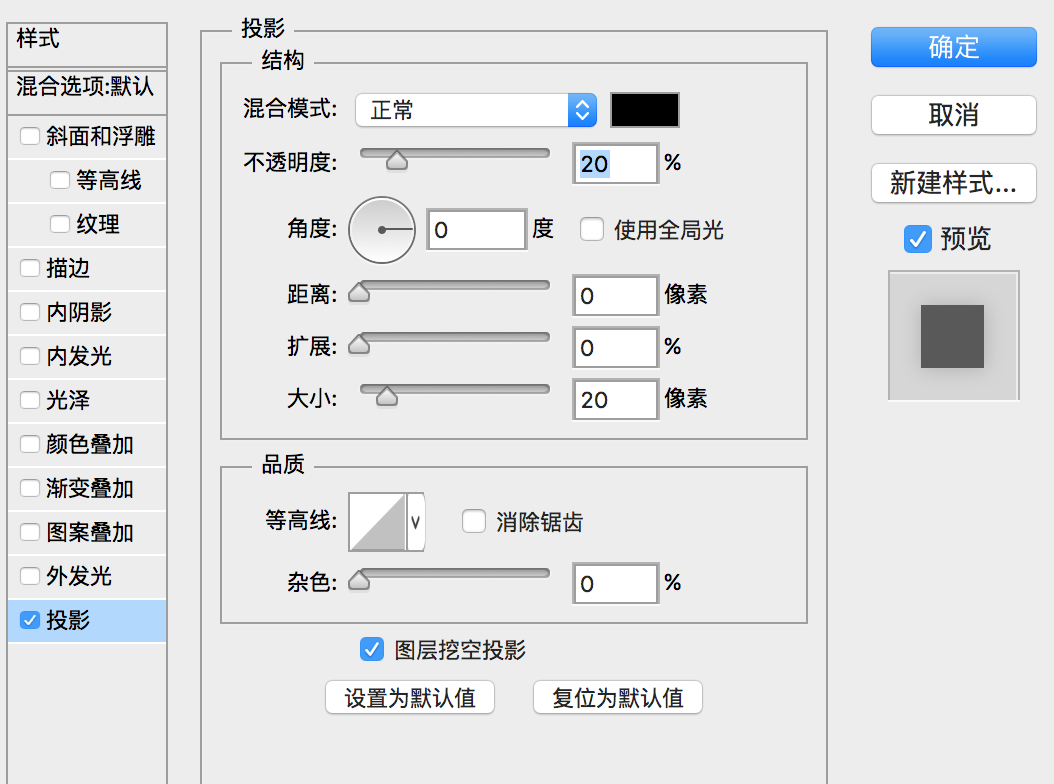 样式
混合选项:默认
斜面和浮雕
等高线
纹理
描边
内阴影
内发光
光泽
颜色叠加
渐变叠加
图案叠加
外发光
投影
投影
结构
混合模式: 正常
不透明度: 20 %
角度: 0 度 使用全局光
距离: 0 像素
扩展: 0 %
大小: 20 像素
品质
等高线: 消除锯齿
杂色: 0 %
图层挖空投影
设置为默认值 复位为默认值
确定
取消
新建样式...
预览